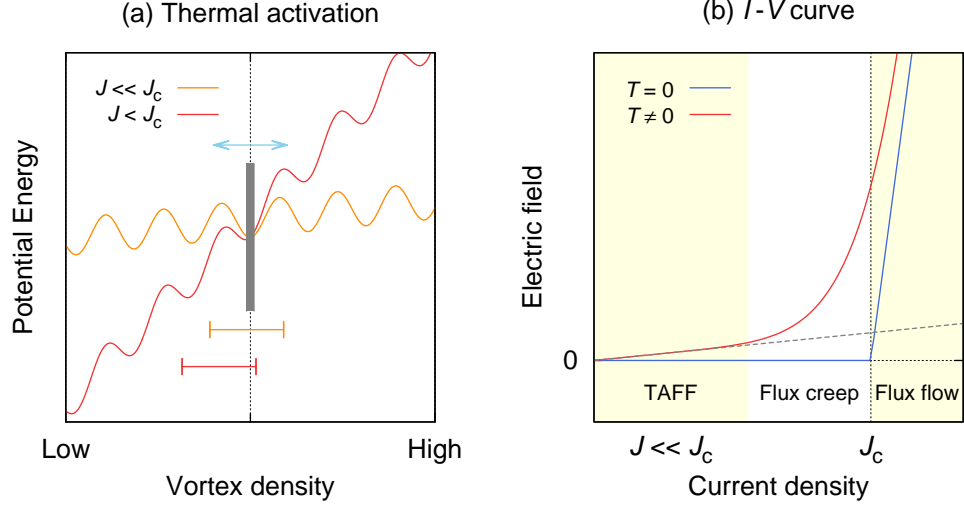 (a) Thermal activation
J << Jc
J < Jc
Potential Energy
Low
High
Vortex density
(b) I-V curve
T = 0
T ≠ 0
Electric field
0
TAFF
Flux creep
Flux flow
J << Jc
Jc
Current density